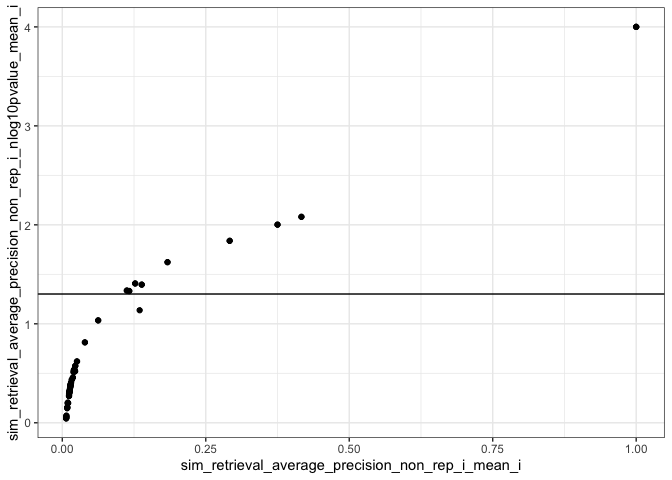 sim_retrieval_average_precision_non_rep_i_nlog10pvalue_mean_i
4
3
2
1
0
0.00 0.25 0.50 0.75 1.00
sim_retrieval_average_precision_non_rep_i_mean_i